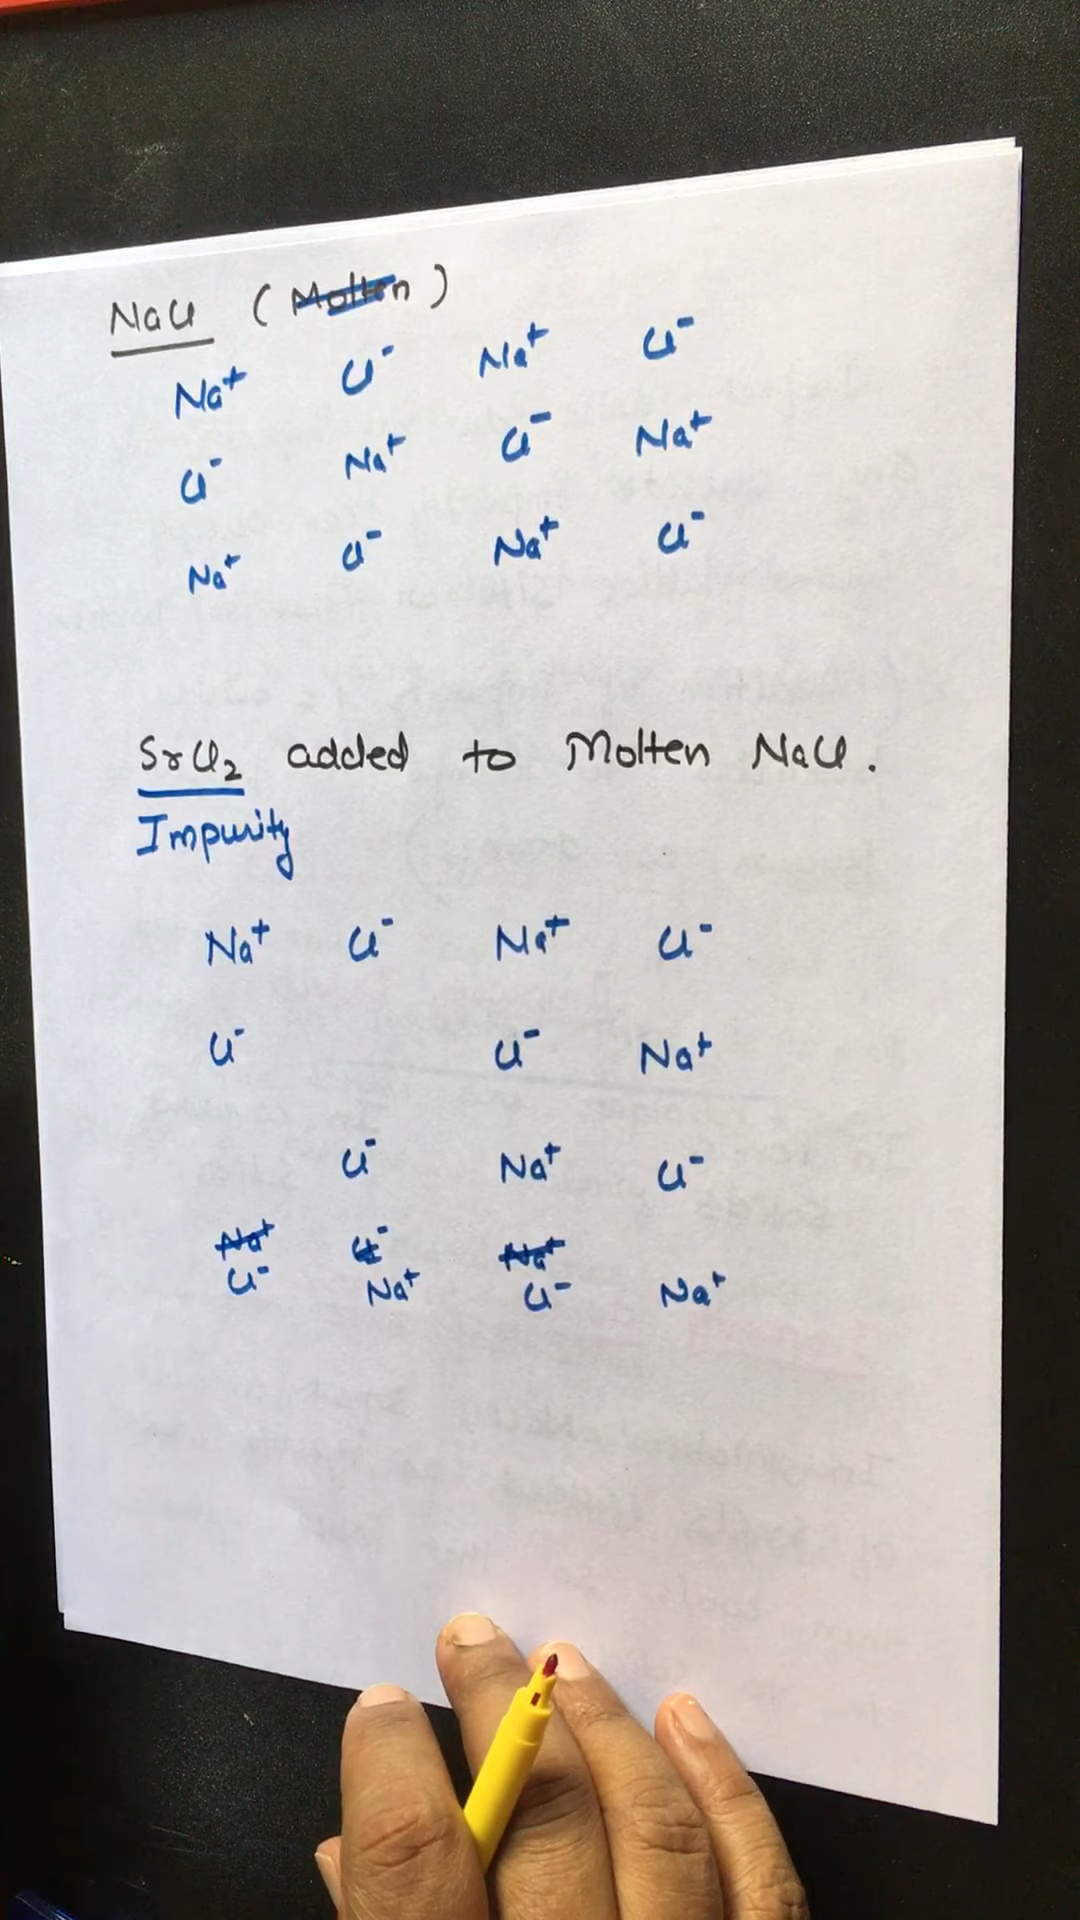 NaCl (Molten)
Na⁺ Cl⁻ Na⁺ Cl⁻
Cl⁻ Na⁺ Cl⁻ Na⁺
Na⁺ Cl⁻ Na⁺ Cl⁻
SrCl₂ added to Molten NaCl.
Impurity
Na⁺ Cl⁻ Na⁺ Cl⁻
Cl⁻ Cl⁻ Na⁺
Cl⁻ Na⁺ Cl⁻
Na⁺ Cl⁻ Na⁺
Cl⁻ Na⁺ Cl⁻ Na⁺